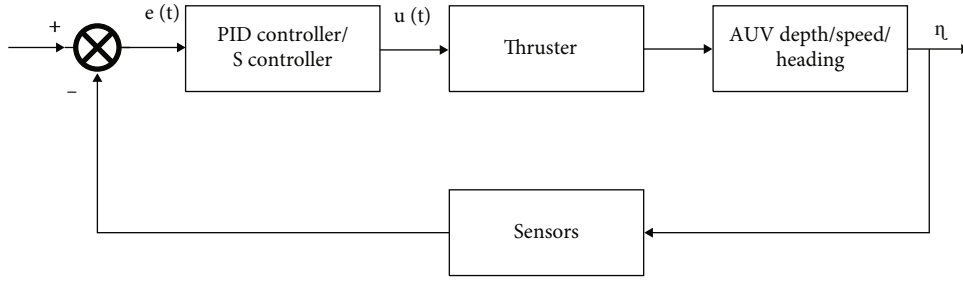 +
e (t)
PID controller/
S controller
u (t)
Thruster
AUV depth/speed/
heading
η
−
Sensors